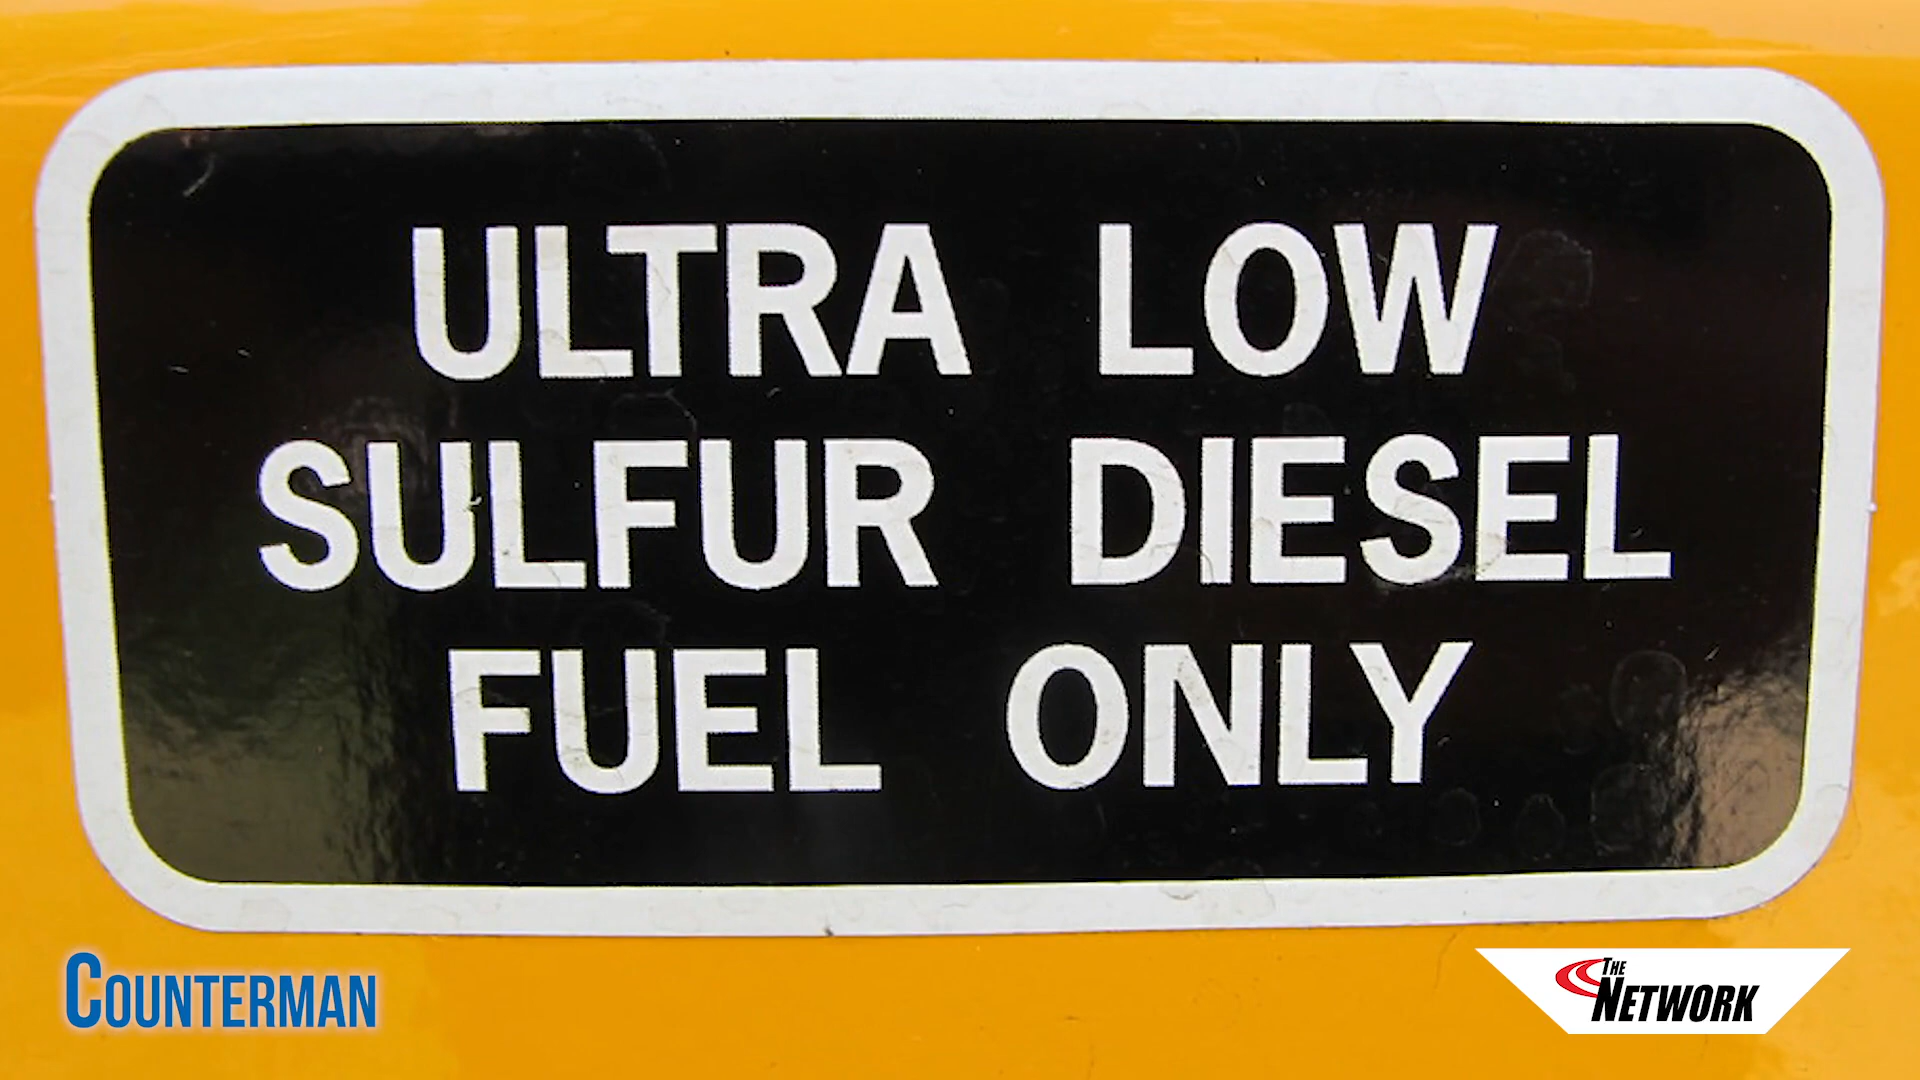 ULTRA LOW
SULFUR DIESEL
FUEL ONLY
COUNTERMAN
THE
NETWORK